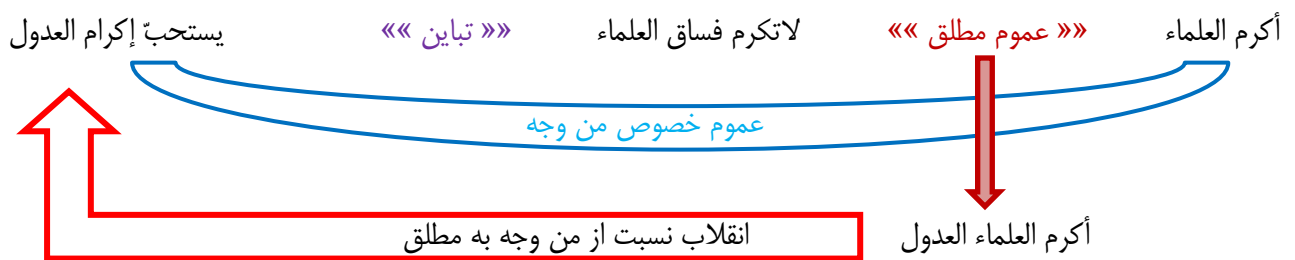 أكرم العلماء «« عموم مطلق »» لاتكرم فساق العلماء «« تباين »» يستحبّ إكرام العدول
عموم خصوص من وجه
أكرم العلماء العدول انقلاب نسبت از من وجه به مطلق